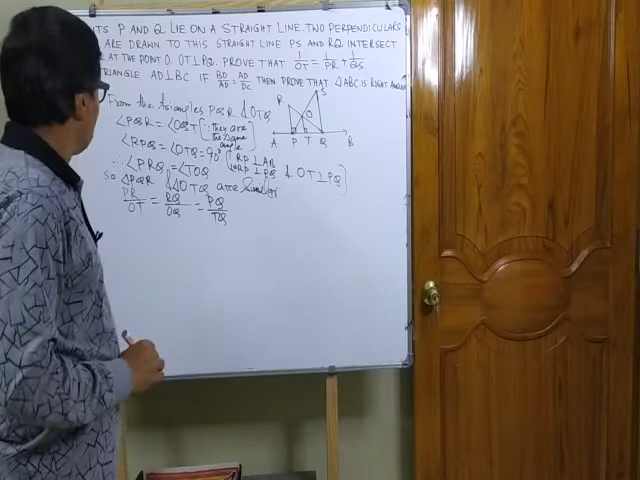 TS P AND Q LIE ON A STRAIGHT LINE. TWO PERPENDICULARS
ARE DRAWN TO THIS STRAIGHT LINE PS AND RQ INTERSECT
AT THE POINT O. OT⊥PQ. PROVE THAT 1/OT = 1/PR + 1/QS
TRIANGLE AD⊥BC IF BD/AD = AD/DC THEN PROVE THAT ΔABC IS RIGHT ANGLED
From the triangles PQR & OTQ
∠PQR = ∠OQT [∵ they are the same angle]
∠RPQ = ∠OTQ = 90° [RP⊥AB ∴ RP⊥PQ & OT⊥PQ]
∴ ∠PRQ = ∠TOQ
SO ΔPQR & ΔOTQ are Similar
PR/OT = RQ/OQ = PQ/TQ
R
S
O
A P T Q B